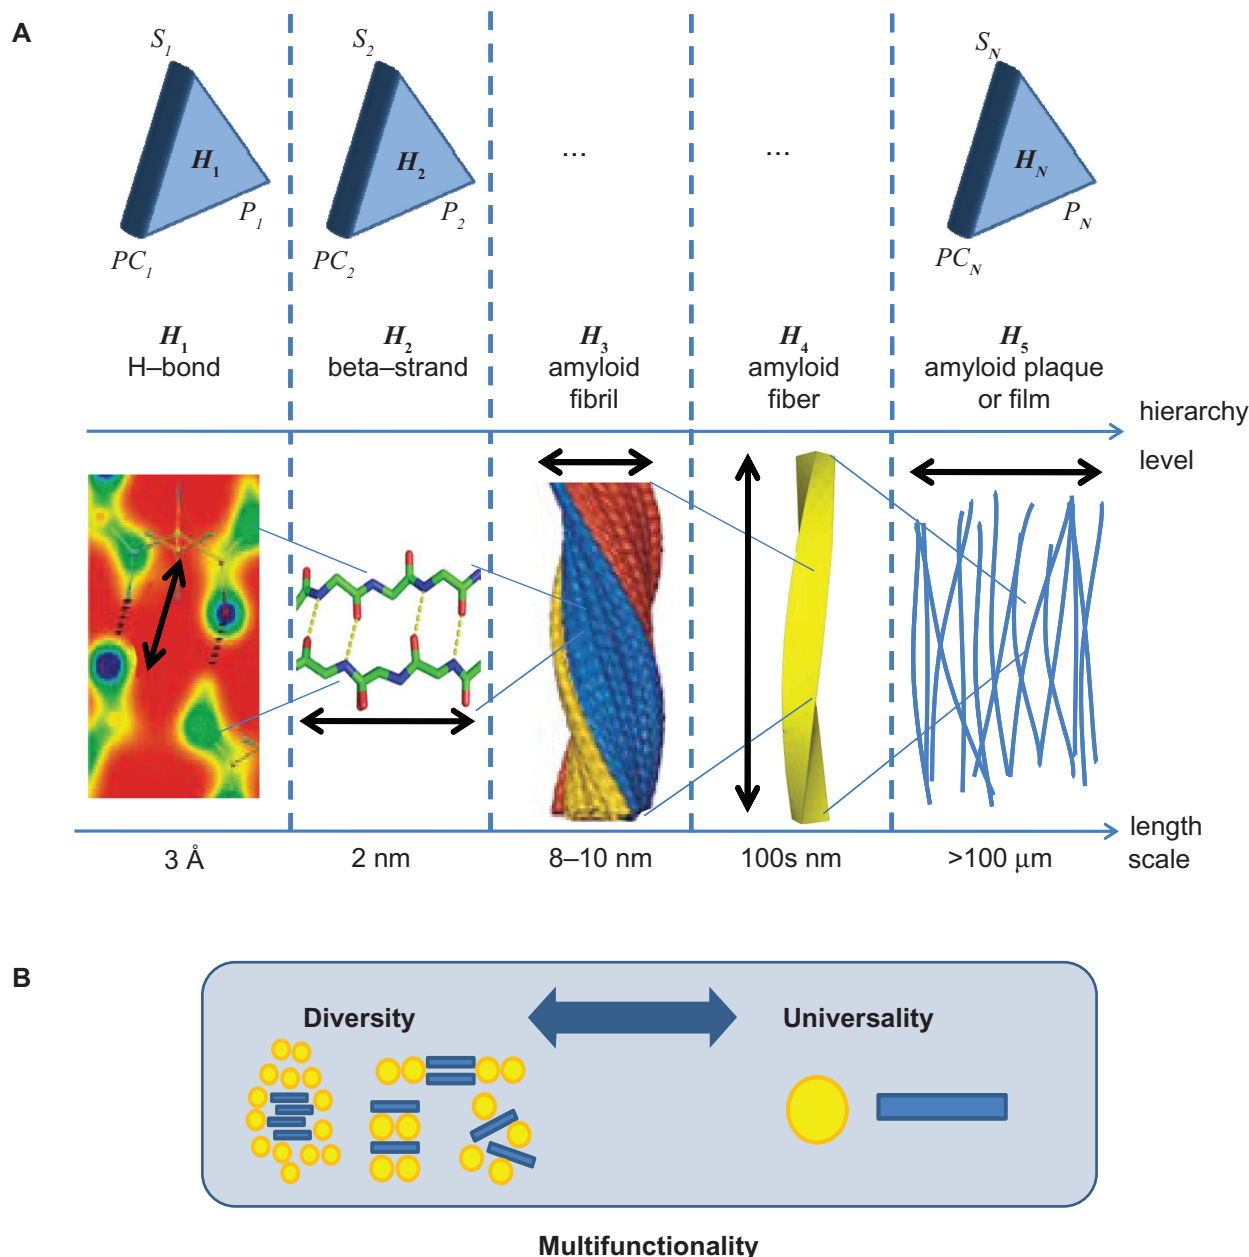 A
S1 S2 SN
H1 H2 ... ... HN
P1 P2 PN
PC1 PC2 PCN
H1 H2 H3 H4 H5
H–bond beta–strand amyloid amyloid amyloid plaque
fibril fiber or film
hierarchy
level
length
3 Å 2 nm 8–10 nm 100s nm >100 μm scale
B
Diversity Universality
Multifunctionality